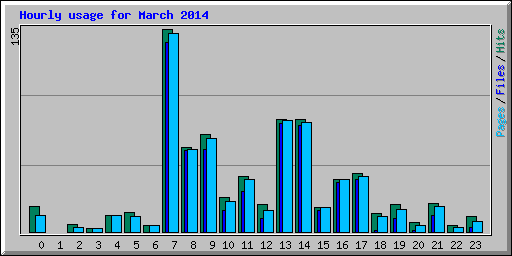 Hourly usage for March 2014
135
Pages / Files / Hits
0 1 2 3 4 5 6 7 8 9 10 11 12 13 14 15 16 17 18 19 20 21 22 23